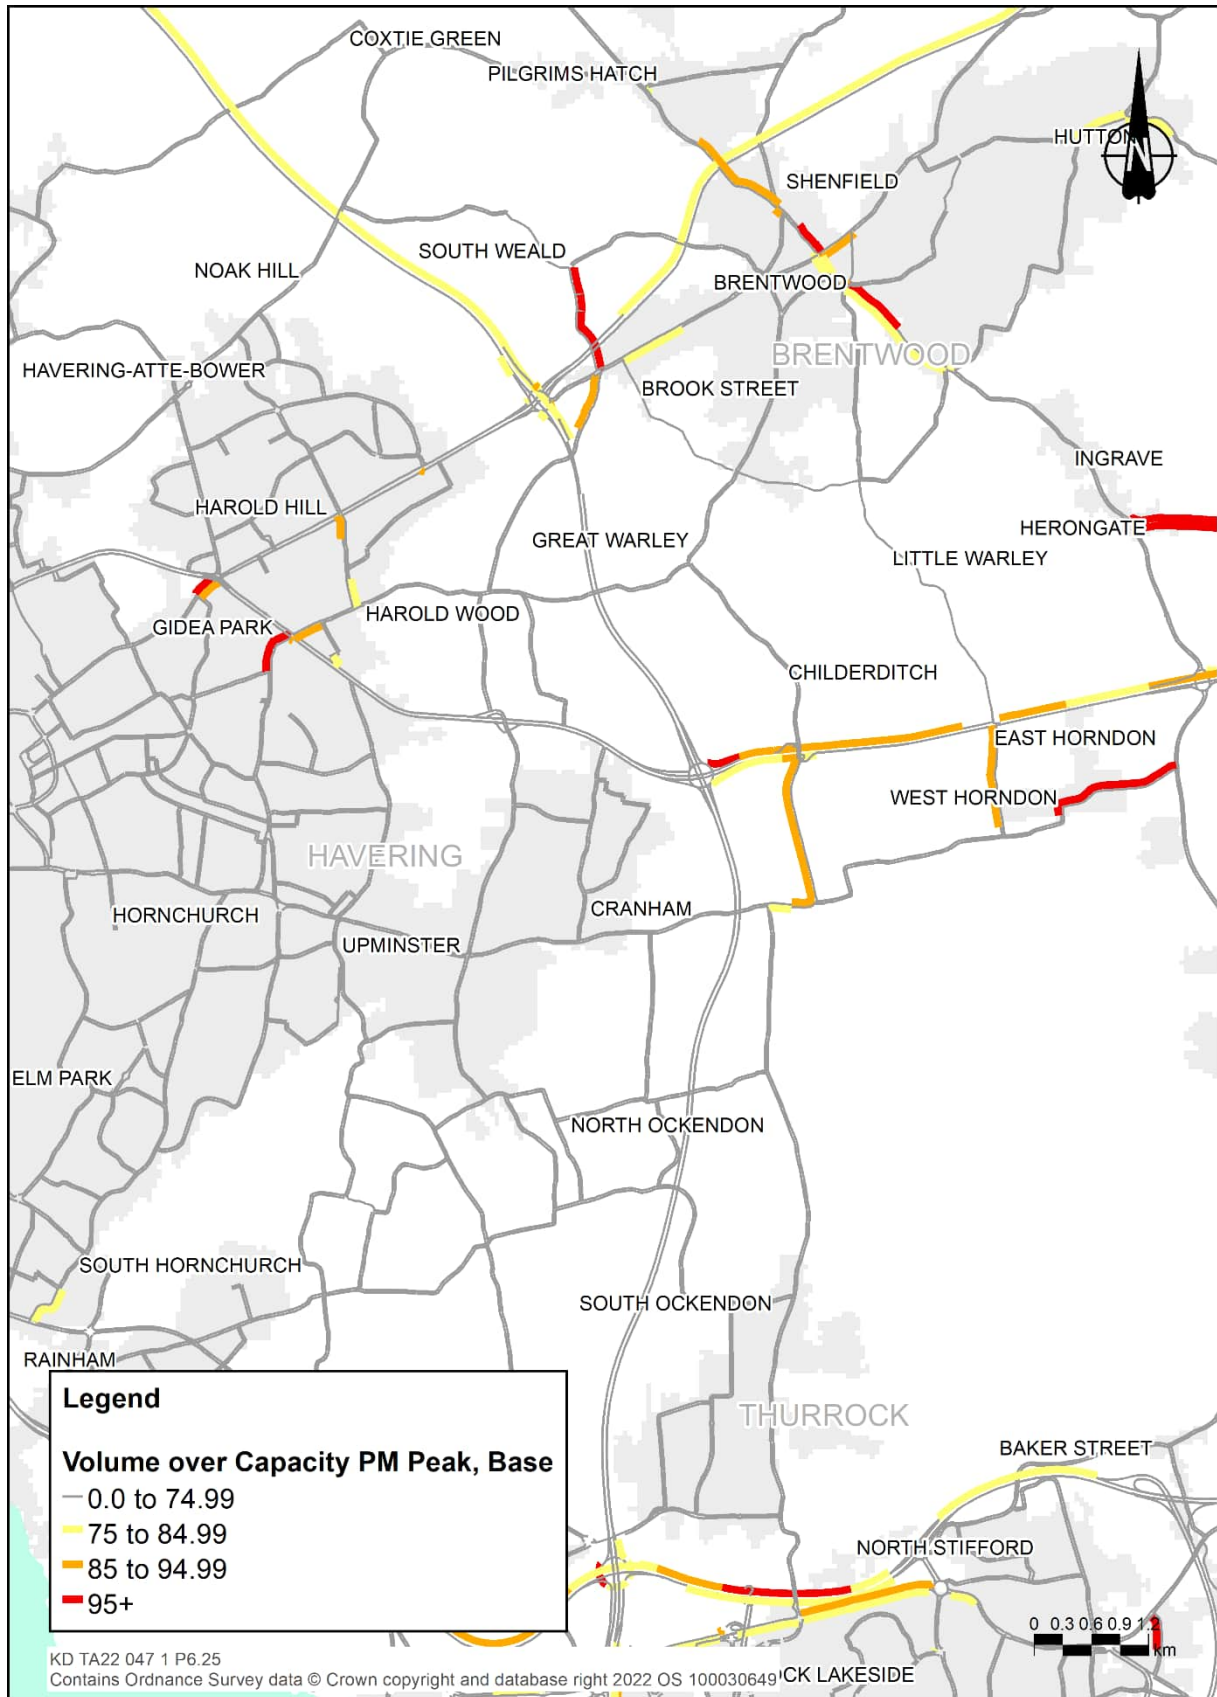 COXTIE GREEN
PILGRIMS HATCH
N
HUTTON
SHENFIELD
SOUTH WEALD
NOAK HILL
BRENTWOOD
BRENTWOOD
HAVERING-ATTE-BOWER
BROOK STREET
INGRAVE
HAROLD HILL
HERONGATE
GREAT WARLEY
LITTLE WARLEY
HAROLD WOOD
GIDEA PARK
CHILDERDITCH
EAST HORNDON
WEST HORNDON
HAVERING
CRANHAM
HORNCHURCH
UPMINSTER
ELM PARK
NORTH OCKENDON
SOUTH HORNCHURCH
SOUTH OCKENDON
RAINHAM
THURROCK
BAKER STREET
NORTH STIFFORD
Legend
Volume over Capacity PM Peak, Base
0.0 to 74.99
75 to 84.99
85 to 94.99
95+
0 0.3 0.6 0.9 1.2
km
KD TA22 047 1 P6.25
Contains Ordnance Survey data © Crown copyright and database right 2022 OS 100030649
OCK LAKESIDE